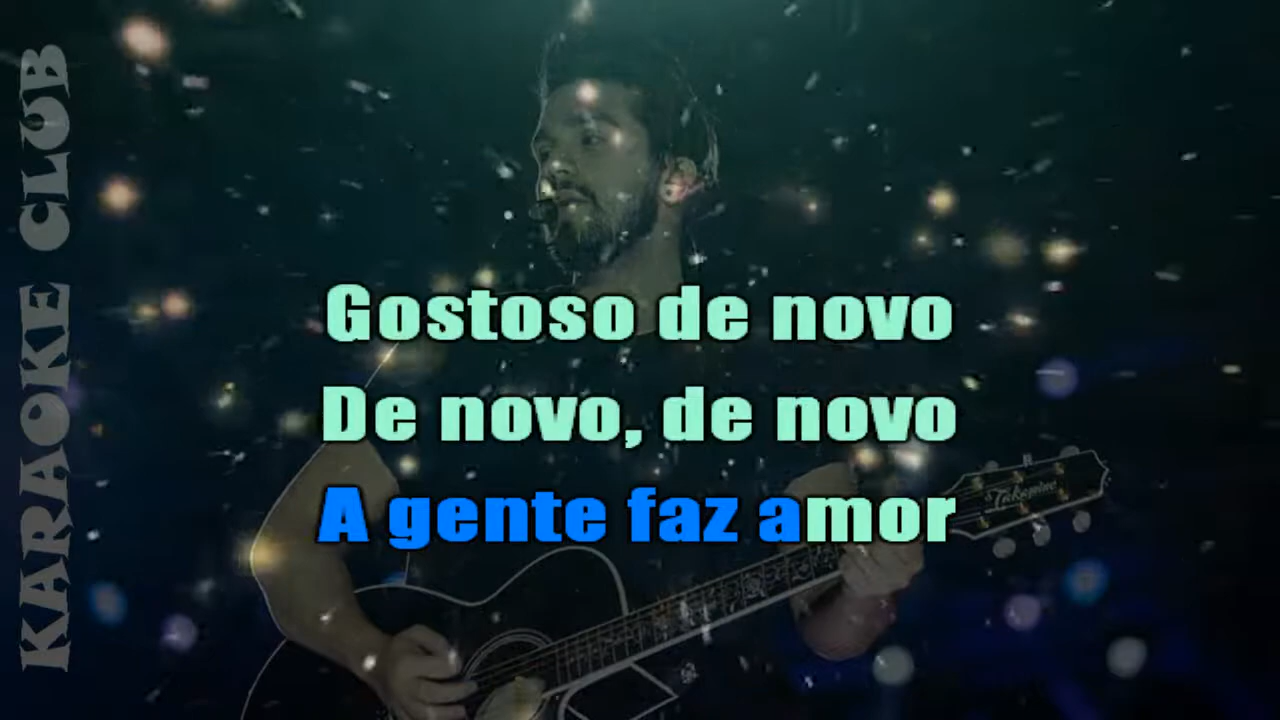 KARAOKE CLUB
Gostoso de novo
De novo, de novo
A gente faz amor
Takamine